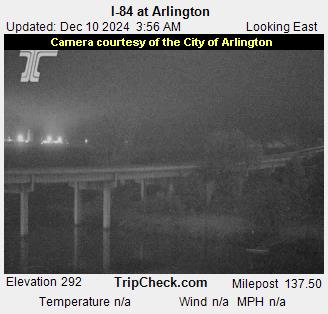 I-84 at Arlington
Updated: Dec 10 2024 3:56 AM Looking East
Camera courtesy of the City of Arlington
Elevation 292 TripCheck.com Milepost 137.50
Temperature n/a Wind n/a MPH n/a